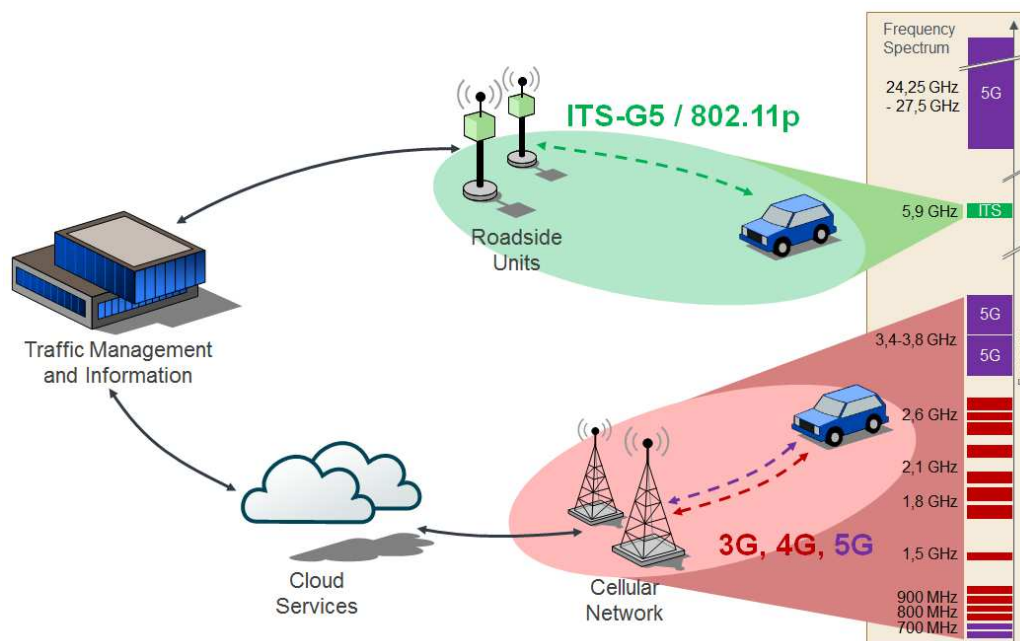 Frequency
Spectrum
24,25 GHz
- 27,5 GHz
5G
ITS-G5 / 802.11p
5,9 GHz
ITS
Roadside
Units
Traffic Management
and Information
5G
3,4-3,8 GHz
5G
2,6 GHz
2,1 GHz
1,8 GHz
3G, 4G, 5G
1,5 GHz
Cloud
Services
Cellular
Network
900 MHz
800 MHz
700 MHz